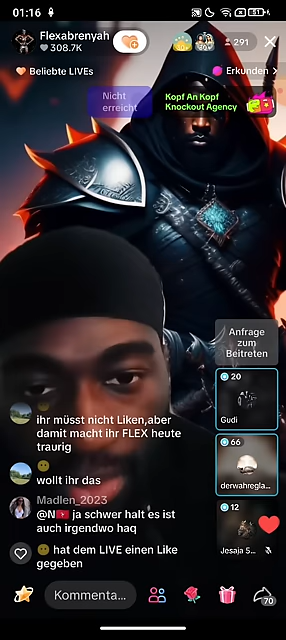 01:16
51
Flexabrenyah
308.7K
291
Beliebte LIVEs
Erkunden >
Nicht
erreicht
Kopf An Kopf
Knockout Agency
Anfrage
zum
Beitreten
20
Gudi
66
derwahregla...
12
Jesaja S...
ihr müsst nicht Liken,aber
damit macht ihr FLEX heute
traurig
wollt ihr das
Madlen_2023
@N ja schwer halt es ist
auch irgendwo haq
hat dem LIVE einen Like
gegeben
Kommenta...
70